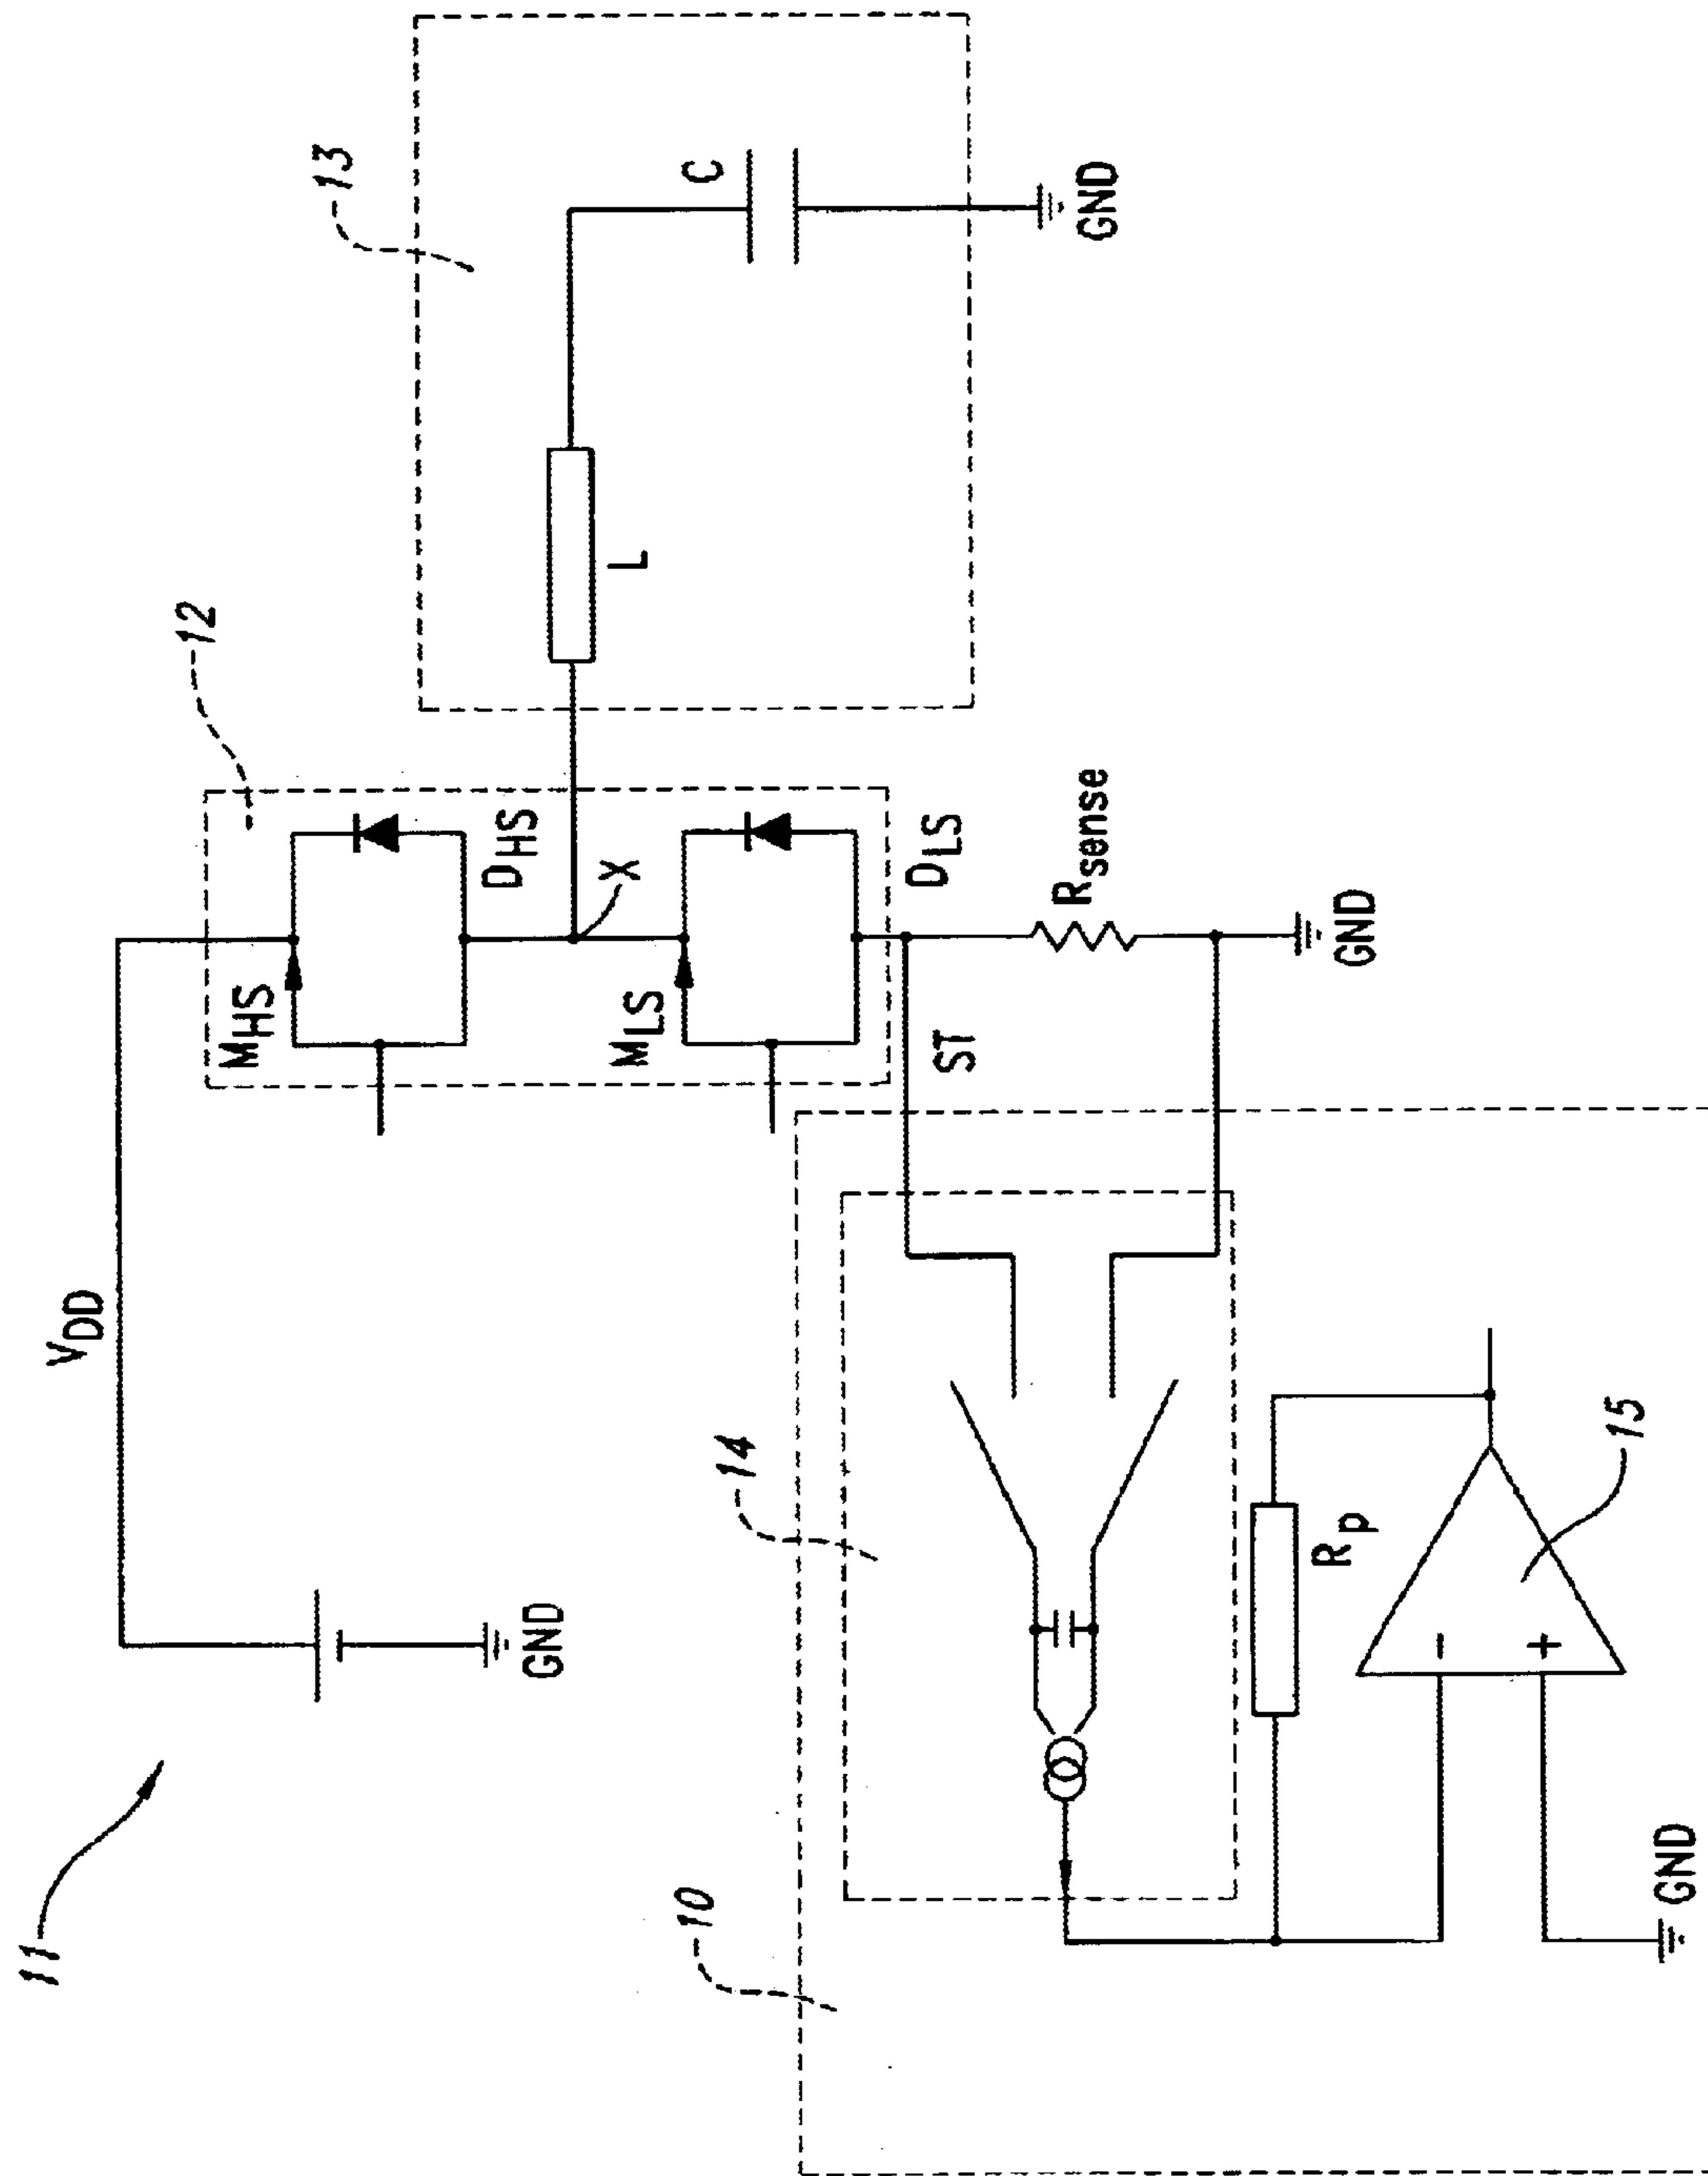 11
V_DD
GND
12
M_HS
D_HS
X
M_LS
D_LS
13
L
C
GND
ST
R_sense
GND
10
14
R_p
15
-
+
GND